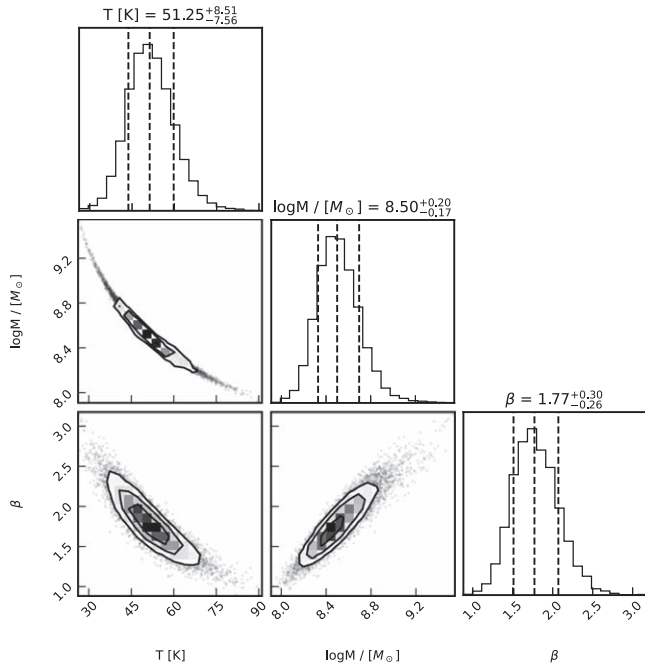 T [K] = 51.25+8.51−7.56
logM / [M⊙] = 8.50+0.20−0.17
logM / [M⊙]
9.2
8.8
8.4
8.0
β = 1.77+0.30−0.26
β
3.0
2.5
2.0
1.5
1.0
30 45 60 75 90 8.0 8.4 8.8 9.2 1.0 1.5 2.0 2.5 3.0
T [K] logM / [M⊙] β